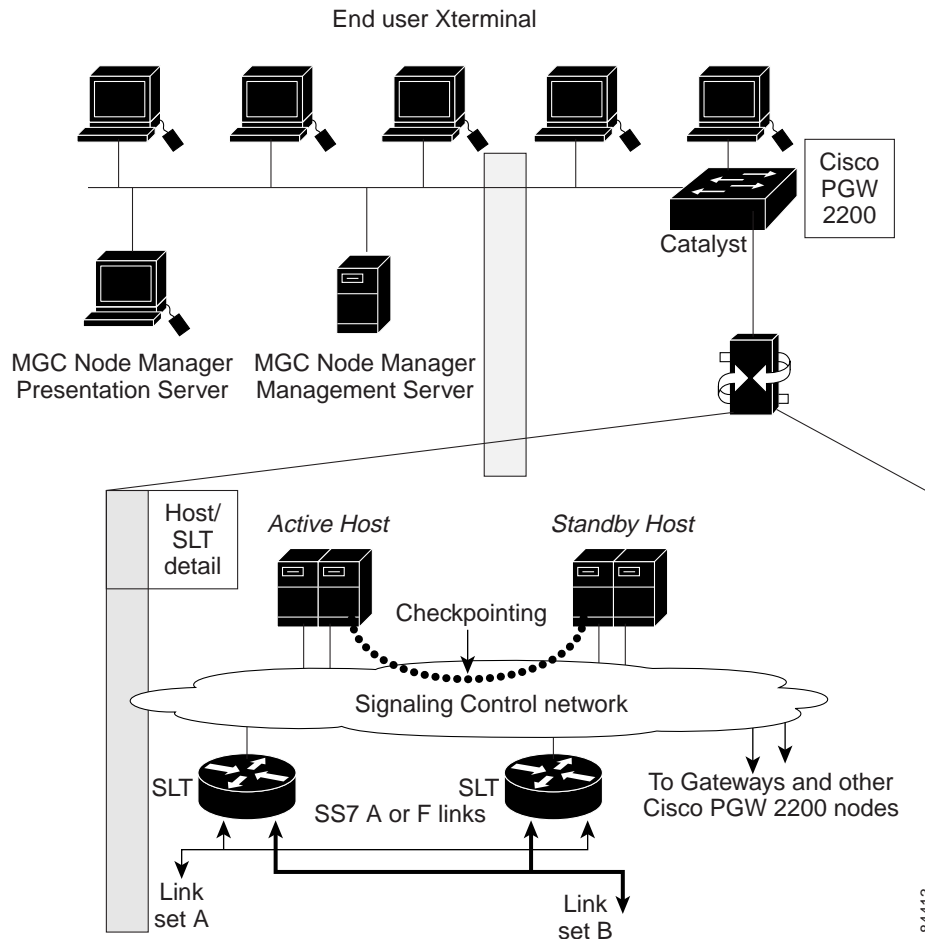 End user Xterminal
Cisco
PGW
2200
Catalyst
MGC Node Manager
Presentation Server
MGC Node Manager
Management Server
Host/
SLT
detail
Active Host
Standby Host
Checkpointing
Signaling Control network
SLT
SLT
SS7 A or F links
To Gateways and other
Cisco PGW 2200 nodes
Link
set A
Link
set B